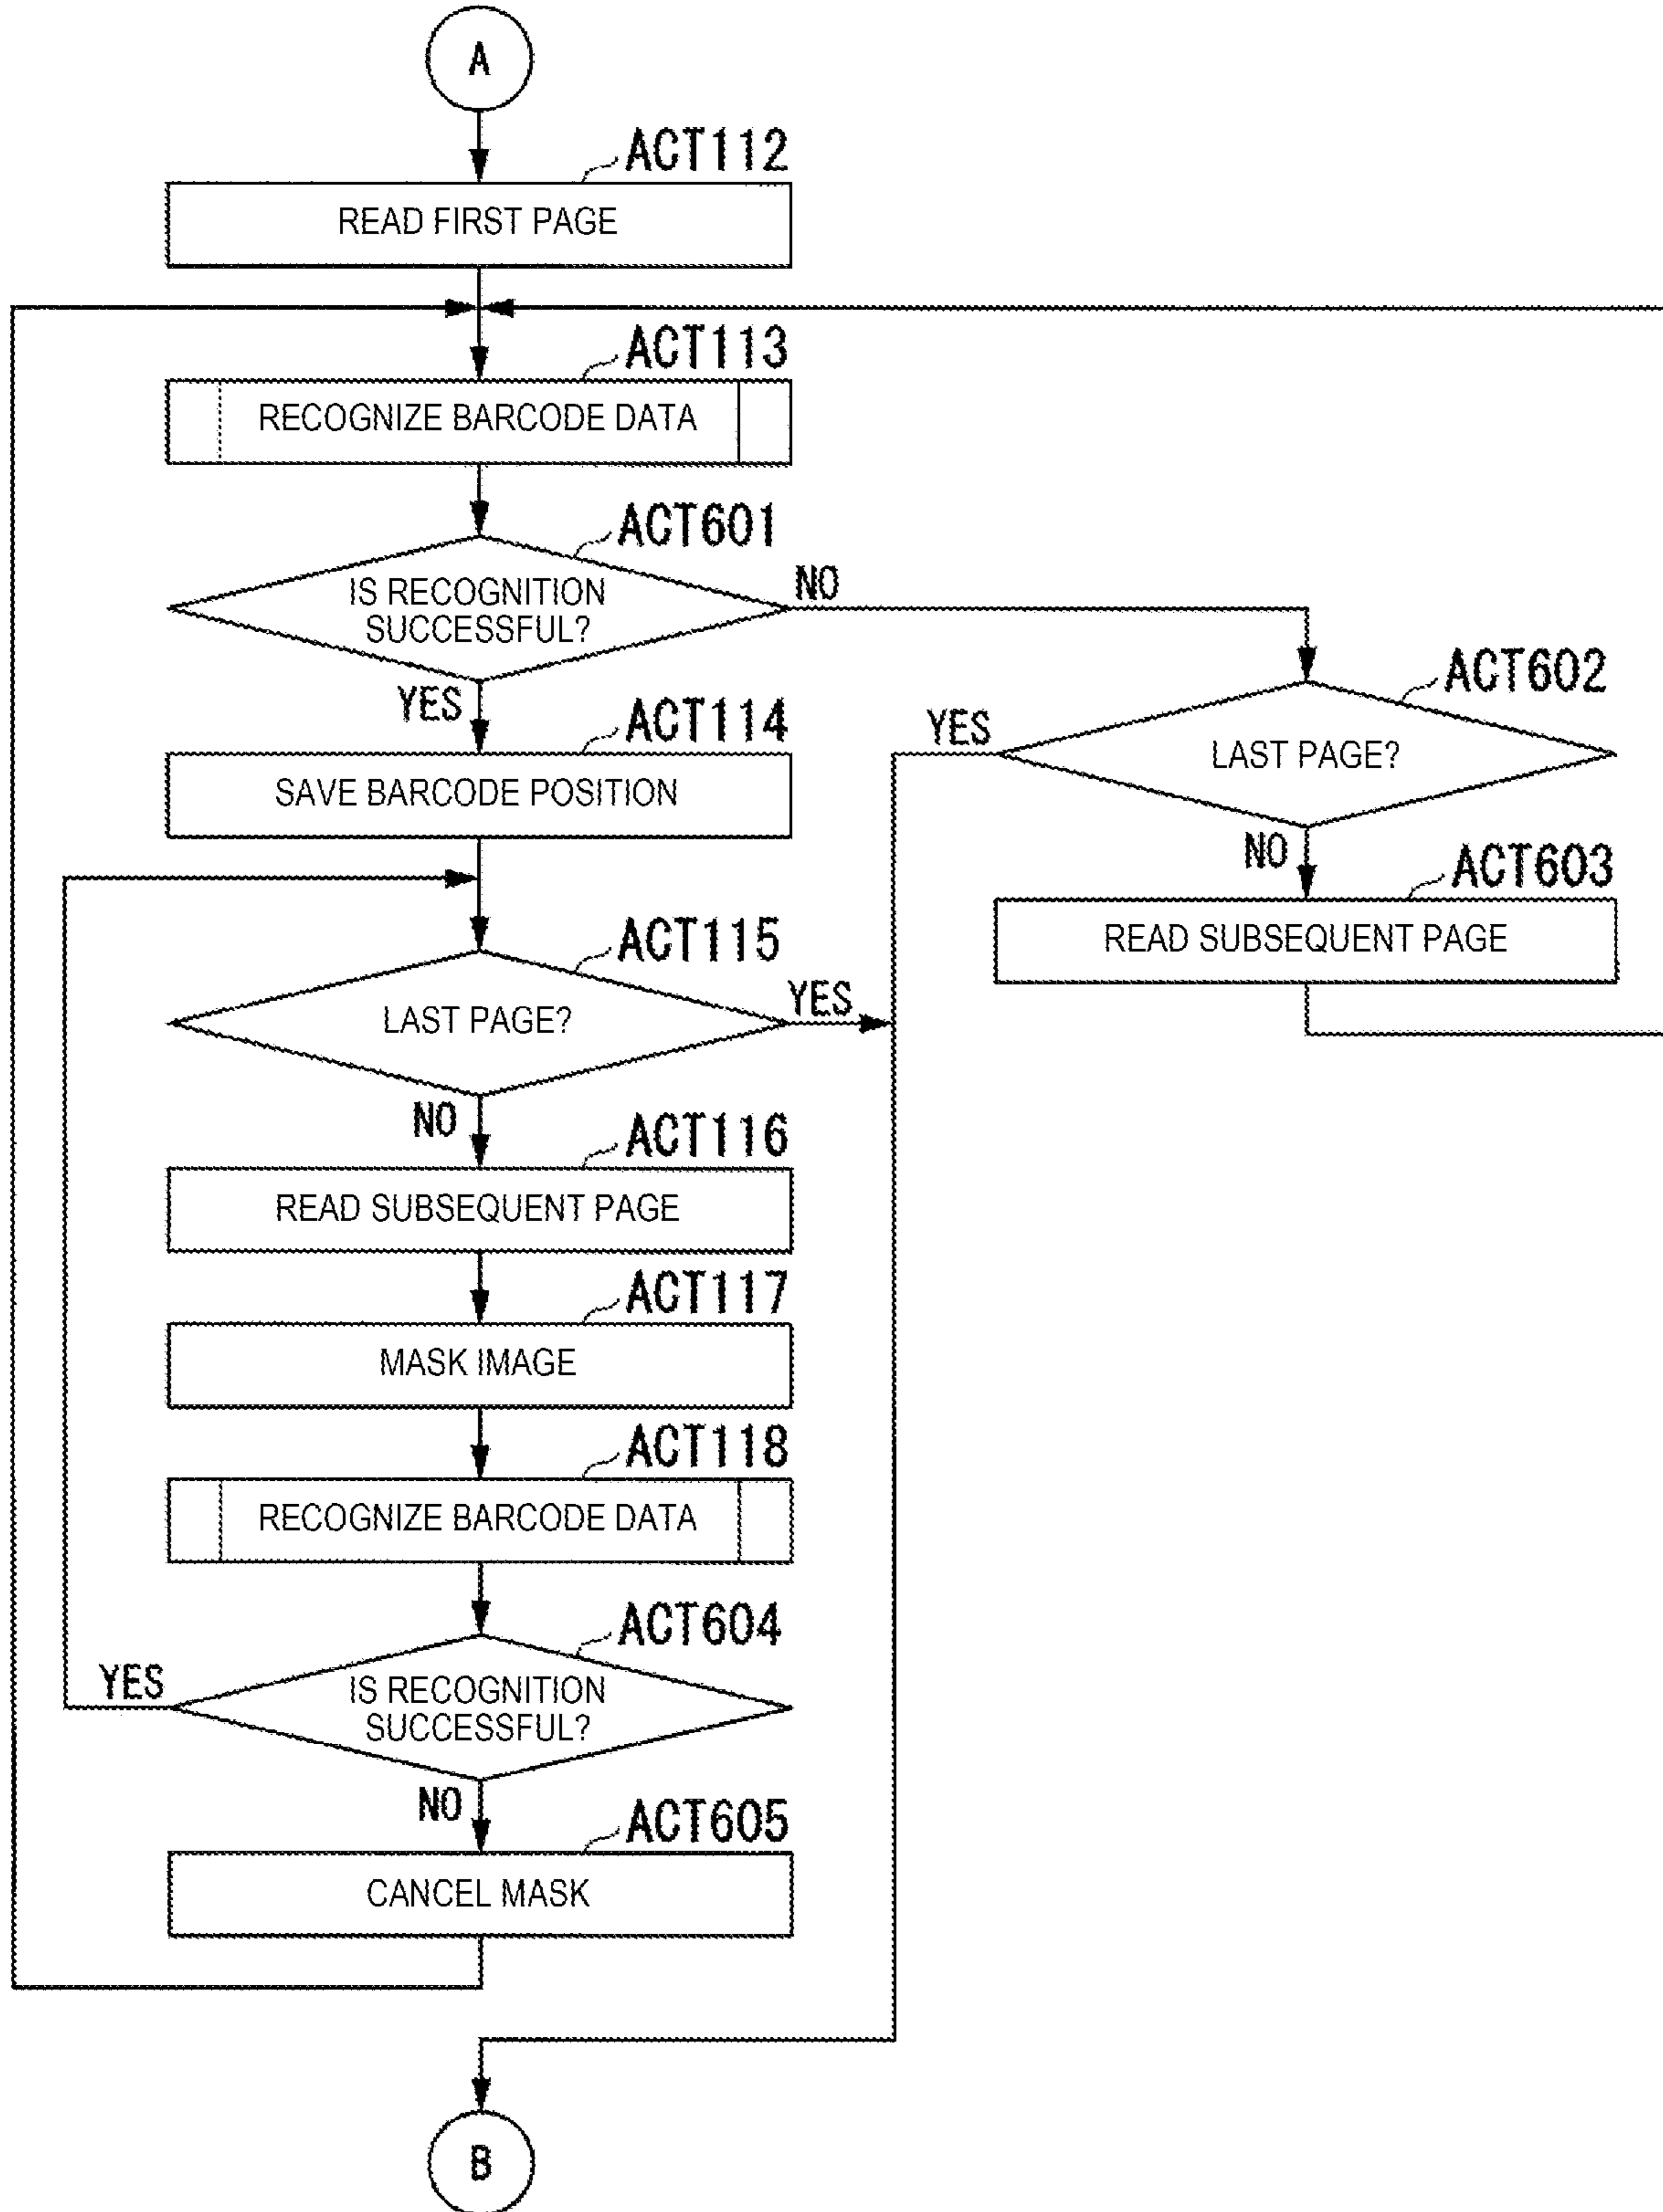 A
ACT112
READ FIRST PAGE
ACT113
RECOGNIZE BARCODE DATA
ACT601
IS RECOGNITION
SUCCESSFUL?
NO
YES
ACT602
LAST PAGE?
YES
NO
ACT603
READ SUBSEQUENT PAGE
ACT114
SAVE BARCODE POSITION
ACT115
LAST PAGE?
YES
NO
ACT116
READ SUBSEQUENT PAGE
ACT117
MASK IMAGE
ACT118
RECOGNIZE BARCODE DATA
ACT604
IS RECOGNITION
SUCCESSFUL?
YES
NO
ACT605
CANCEL MASK
B